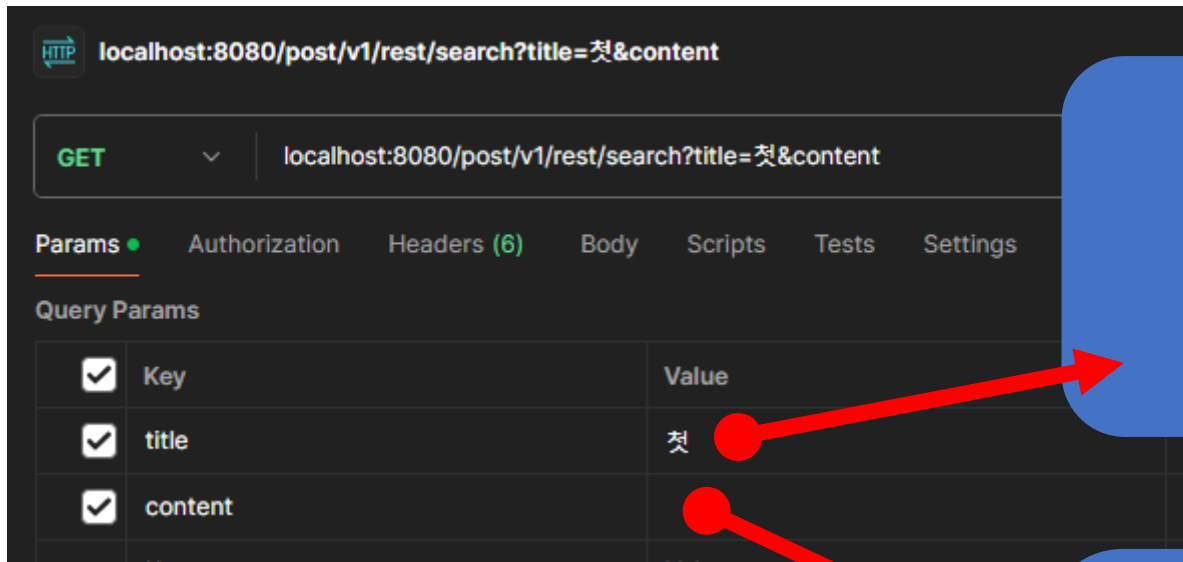 HTTP localhost:8080/post/v1/rest/search?title=첫&content
GET localhost:8080/post/v1/rest/search?title=첫&content
Params Authorization Headers (6) Body Scripts Tests Settings
Query Params
Key Value
title 첫
content